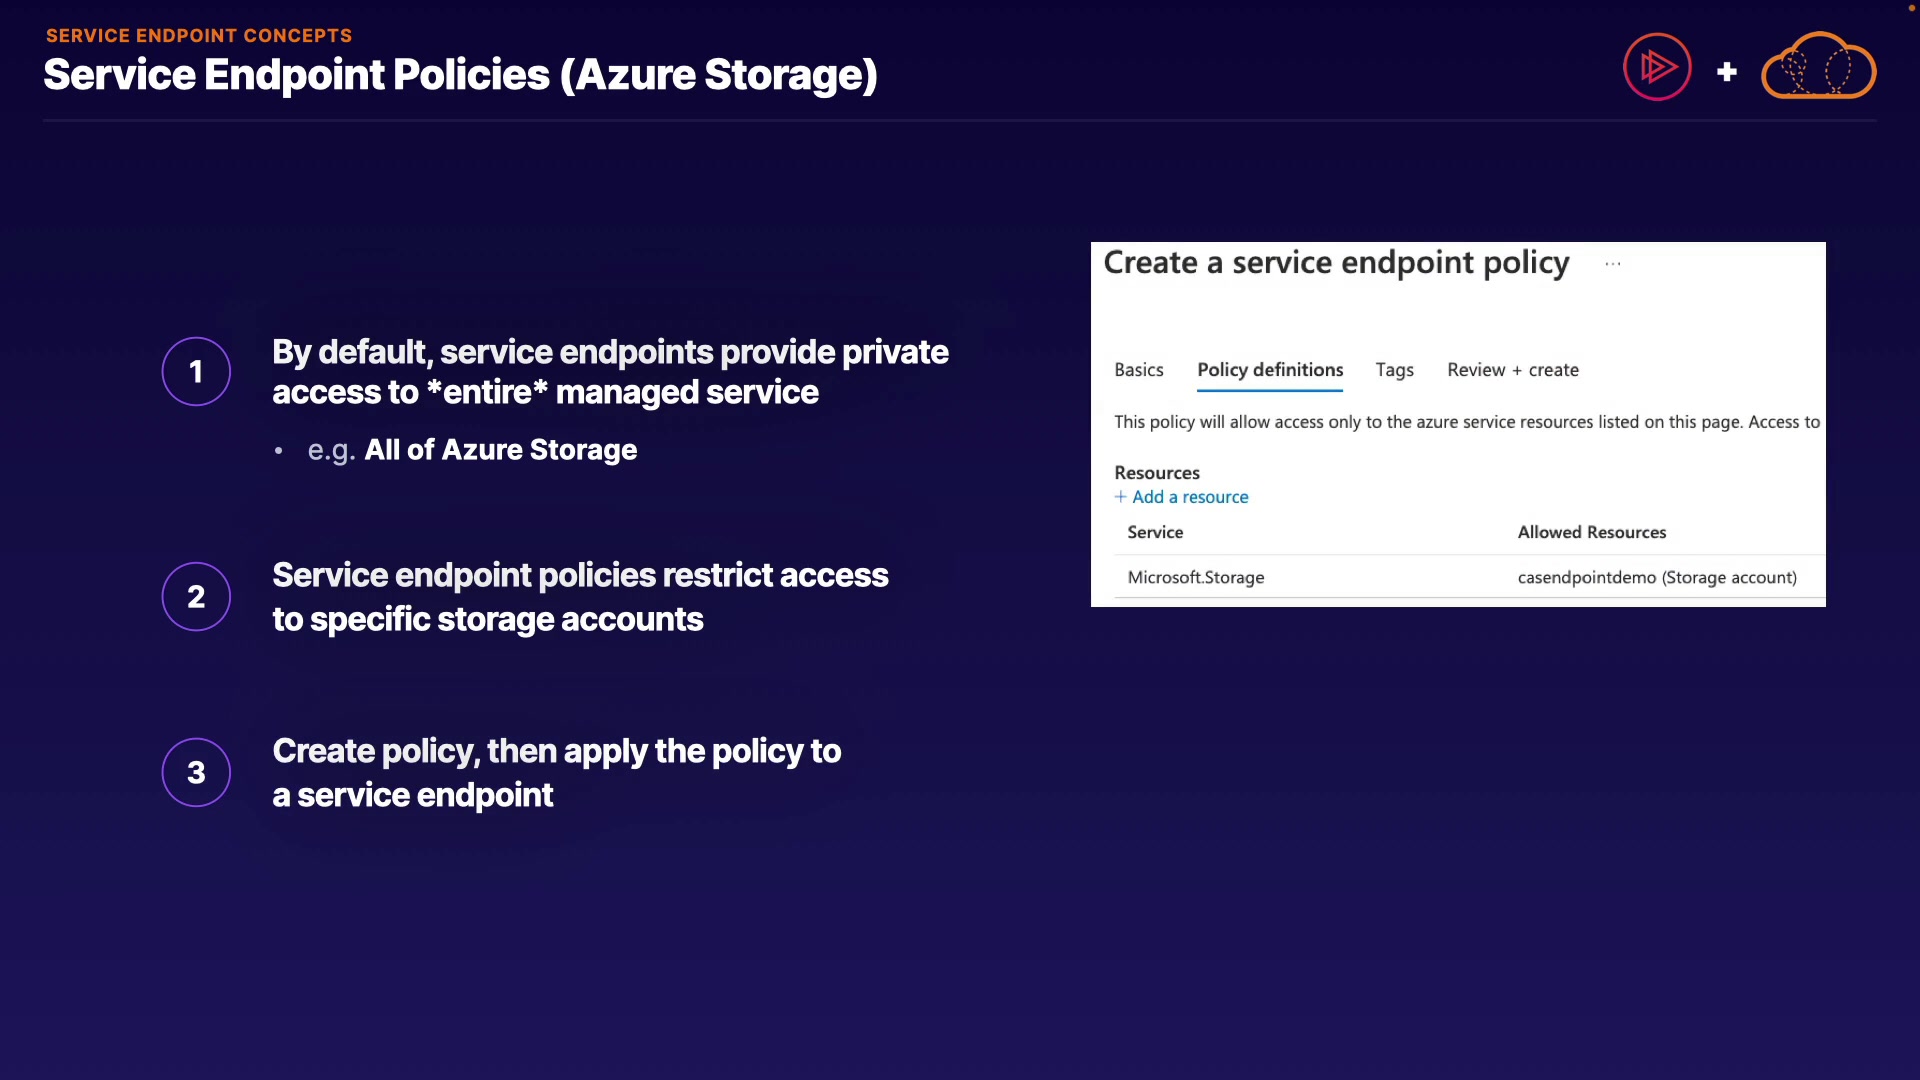 SERVICE ENDPOINT CONCEPTS
Service Endpoint Policies (Azure Storage)
+
1
By default, service endpoints provide private
access to *entire* managed service
• e.g. All of Azure Storage
2
Service endpoint policies restrict access
to specific storage accounts
3
Create policy, then apply the policy to
a service endpoint
Create a service endpoint policy ...
Basics Policy definitions Tags Review + create
This policy will allow access only to the azure service resources listed on this page. Access to
Resources
+ Add a resource
Service Allowed Resources
Microsoft.Storage casendpointdemo (Storage account)